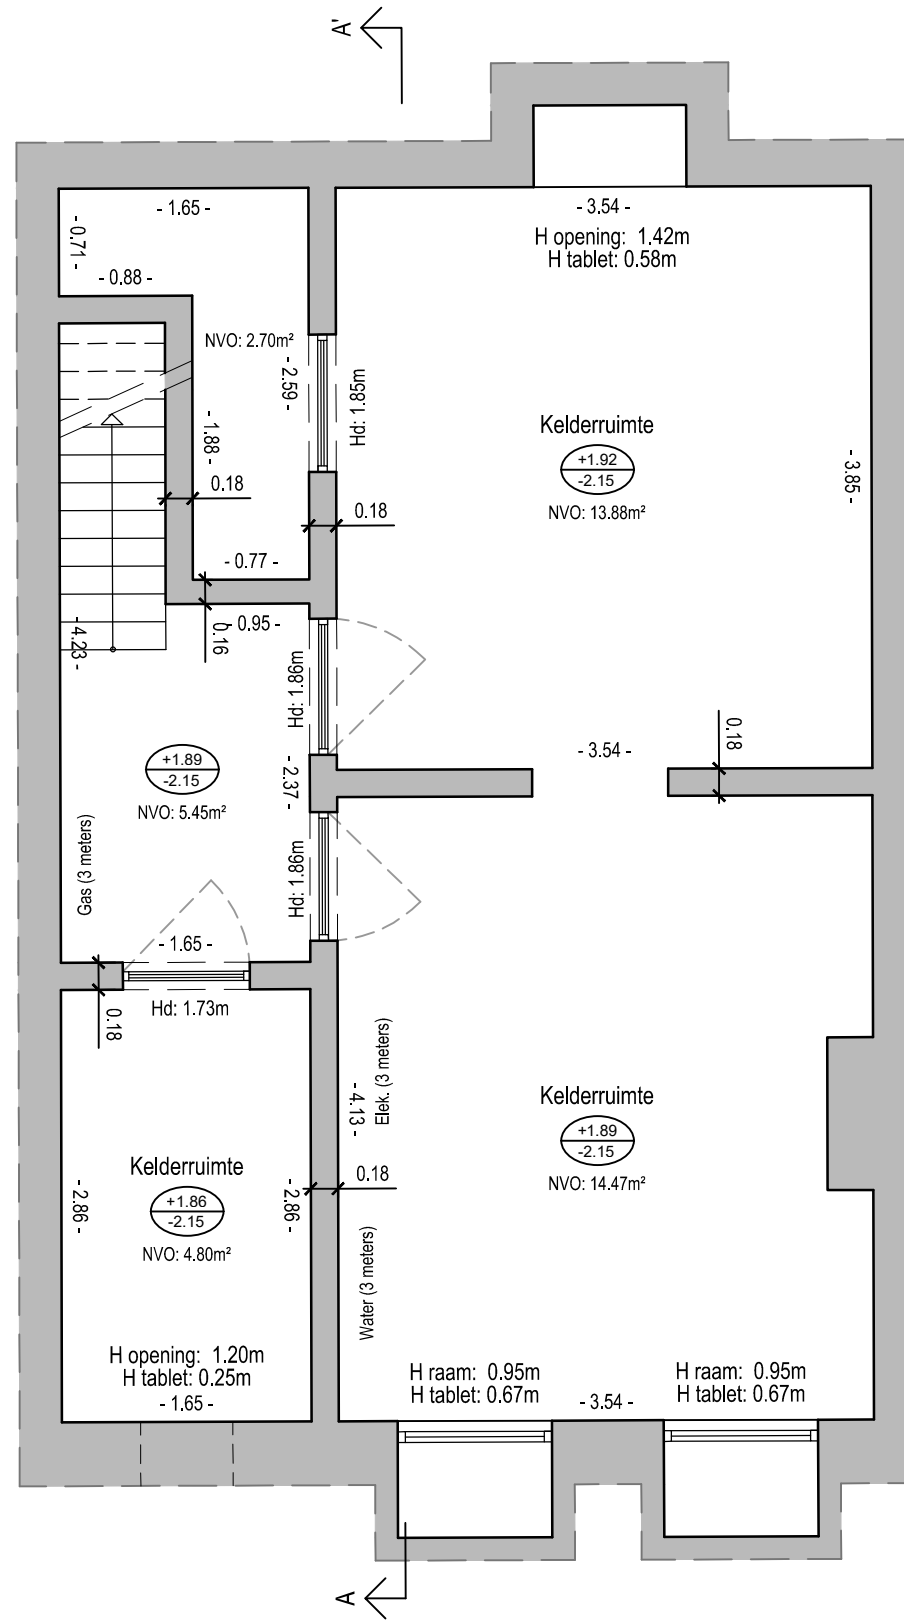 A'
- 1.65 -
- 0.71 -
- 0.88 -
- 3.54 -
H opening: 1.42m
H tablet: 0.58m
NVO: 2.70m²
- 2.59 -
Hd: 1.85m
- 1.88 -
0.18
0.18
Kelderruimte
+1.92
-2.15
NVO: 13.88m²
- 3.85 -
- 0.77 -
- 0.95 -
0.16
- 4.23 -
Hd: 1.86m
- 3.54 -
0.18
+1.89
-2.15
NVO: 5.45m²
- 2.37 -
Gas (3 meters)
Hd: 1.86m
- 1.65 -
Hd: 1.73m
0.18
Elek. (3 meters)
- 4.13 -
Kelderruimte
+1.89
-2.15
NVO: 14.47m²
0.18
Kelderruimte
+1.86
-2.15
NVO: 4.80m²
- 2.86 -
- 2.86 -
Water (3 meters)
H opening: 1.20m
H tablet: 0.25m
- 1.65 -
H raam: 0.95m
H tablet: 0.67m
- 3.54 -
H raam: 0.95m
H tablet: 0.67m
A